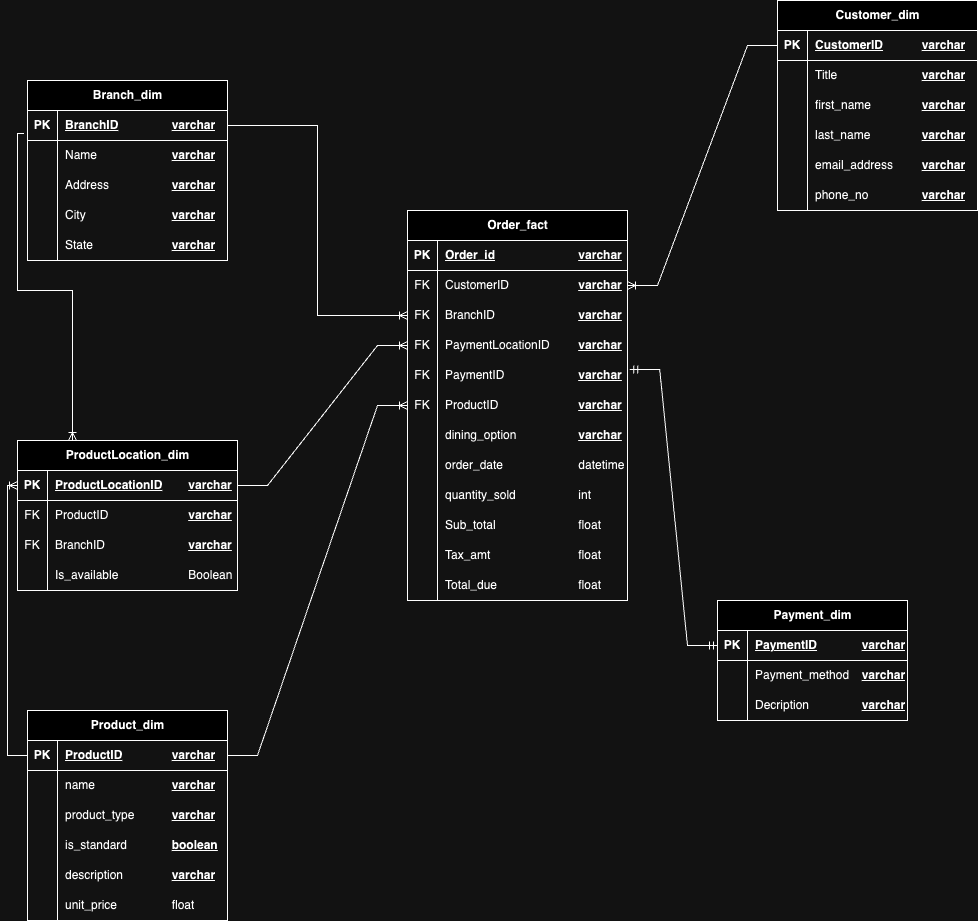 Customer_dim
PK CustomerID varchar
Title varchar
first_name varchar
last_name varchar
email_address varchar
phone_no varchar
Branch_dim
PK BranchID varchar
Name varchar
Address varchar
City varchar
State varchar
Order_fact
PK Order_id varchar
FK CustomerID varchar
FK BranchID varchar
FK PaymentLocationID varchar
FK PaymentID varchar
FK ProductID varchar
dining_option varchar
order_date datetime
quantity_sold int
Sub_total float
Tax_amt float
Total_due float
ProductLocation_dim
PK ProductLocationID varchar
FK ProductID varchar
FK BranchID varchar
Is_available Boolean
Payment_dim
PK PaymentID varchar
Payment_method varchar
Decription varchar
Product_dim
PK ProductID varchar
name varchar
product_type varchar
is_standard boolean
description varchar
unit_price float